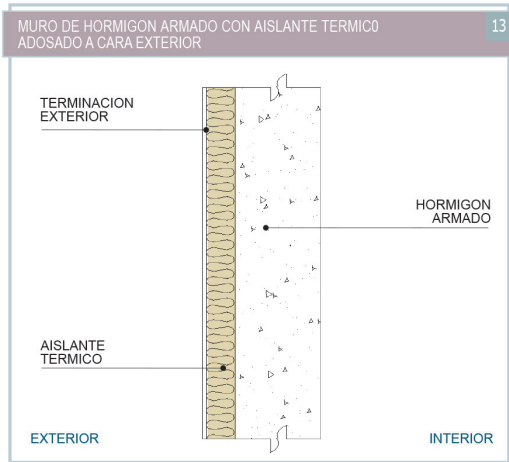 MURO DE HORMIGON ARMADO CON AISLANTE TERMIC0
ADOSADO A CARA EXTERIOR
13
TERMINACION
EXTERIOR
HORMIGON
ARMADO
AISLANTE
TERMICO
EXTERIOR
INTERIOR